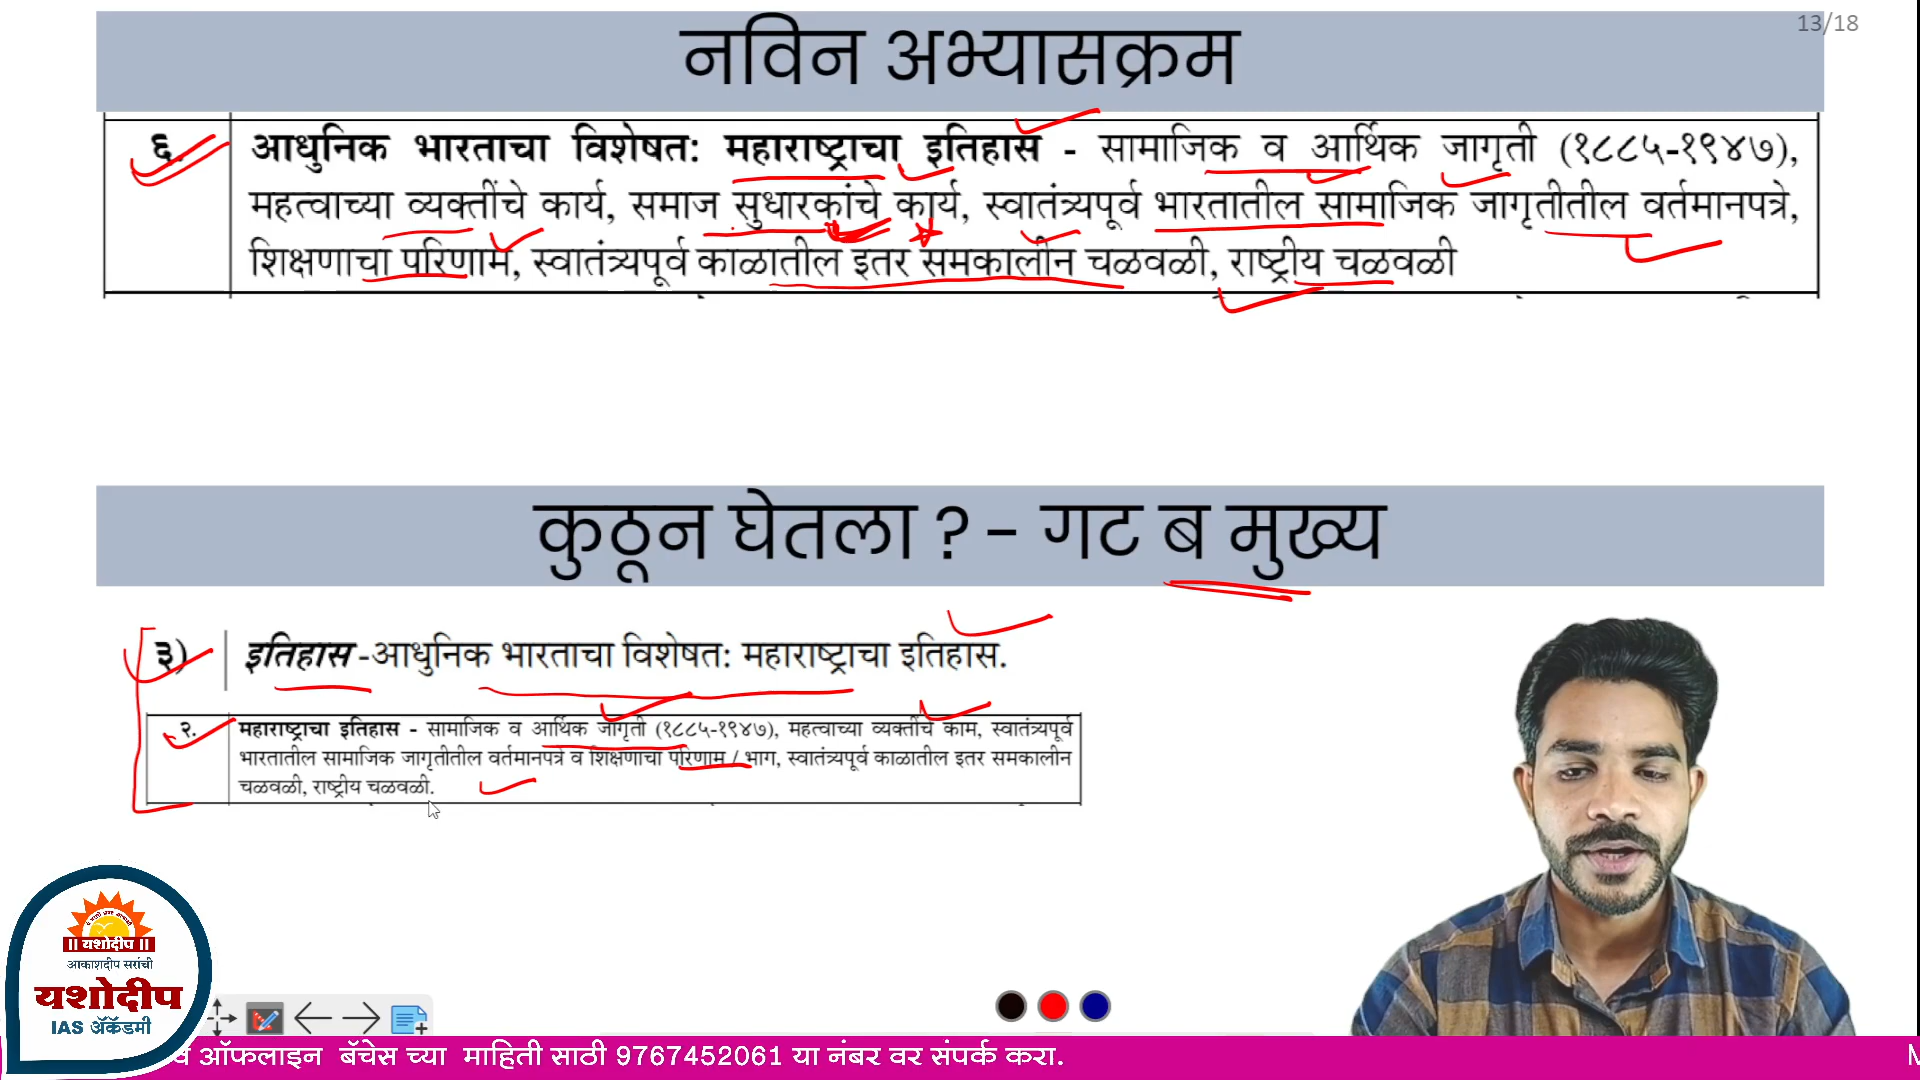 13/18
नविन अभ्यासक्रम
६. आधुनिक भारताचा विशेषतः महाराष्ट्राचा इतिहास - सामाजिक व आर्थिक जागृती (१८८५-१९४७),
महत्वाच्या व्यक्तींचे कार्य, समाज सुधारकांचे कार्य, स्वातंत्र्यपूर्व भारतातील सामाजिक जागृतीतील वर्तमानपत्रे,
शिक्षणाचा परिणाम, स्वातंत्र्यपूर्व काळातील इतर समकालीन चळवळी, राष्ट्रीय चळवळी
कुठून घेतला ? - गट ब मुख्य
३) इतिहास -आधुनिक भारताचा विशेषतः महाराष्ट्राचा इतिहास.
२. महाराष्ट्राचा इतिहास - सामाजिक व आर्थिक जागृती (१८८५-१९४७), महत्वाच्या व्यक्तींचे काम, स्वातंत्र्यपूर्व
भारतातील सामाजिक जागृतीतील वर्तमानपत्रे व शिक्षणाचा परिणाम / भाग, स्वातंत्र्यपूर्व काळातील इतर समकालीन
चळवळी, राष्ट्रीय चळवळी.
॥ यशोदीप ॥
आकाशदीप सरांची
यशोदीप
IAS ॲकॅडमी
व ऑफलाइन बॅचेस च्या माहिती साठी 9767452061 या नंबर वर संपर्क करा.